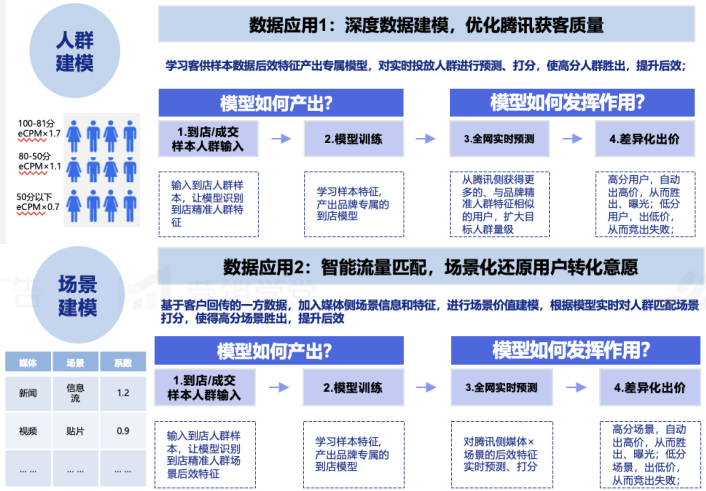 人群
建模
数据应用1：深度数据建模，优化腾讯获客质量
学习客供样本数据后效特征产出专属模型，对实时投放人群进行预测、打分，使高分人群胜出，提升后效；
100-81分
eCPM×1.7
80-50分
eCPM×1.1
50分以下
eCPM×0.7
模型如何产出？
模型如何发挥作用？
1.到店/成交
样本人群输入
2.模型训练
3.全网实时预测
4.差异化出价
输入到店人群样
本，让模型识别
到店精准人群特
征
学习样本特征，
产出品牌专属的
到店模型
从腾讯侧获得更
多的、与品牌精
准人群特征相似
的用户，扩大目
标人群量级
高分用户，自动
出高价，从而胜
出、曝光；低分
用户，出低价，
从而竞出失败；
场景
建模
数据应用2：智能流量匹配，场景化还原用户转化意愿
基于客户回传的一方数据，加入媒体侧场景信息和特征，进行场景价值建模，根据模型实时对人群匹配场景
打分，使得高分场景胜出，提升后效
媒体 场景 系数
新闻 信息
流 1.2
视频 贴片 0.9
... ... ... ... ... ...
模型如何产出？
模型如何发挥作用？
1.到店/成交
样本人群输入
2.模型训练
3.全网实时预测
4.差异化出价
输入到店人群样
本，让模型识别
到店精准人群场
景后效特征
学习样本特征，
产出品牌专属的
到店模型
对腾讯侧媒体×
场景的后效特征
实时预测、打分
高分场景，自动
出高价，从而胜
出、曝光；低分
场景，出低价，
从而竞出失败；